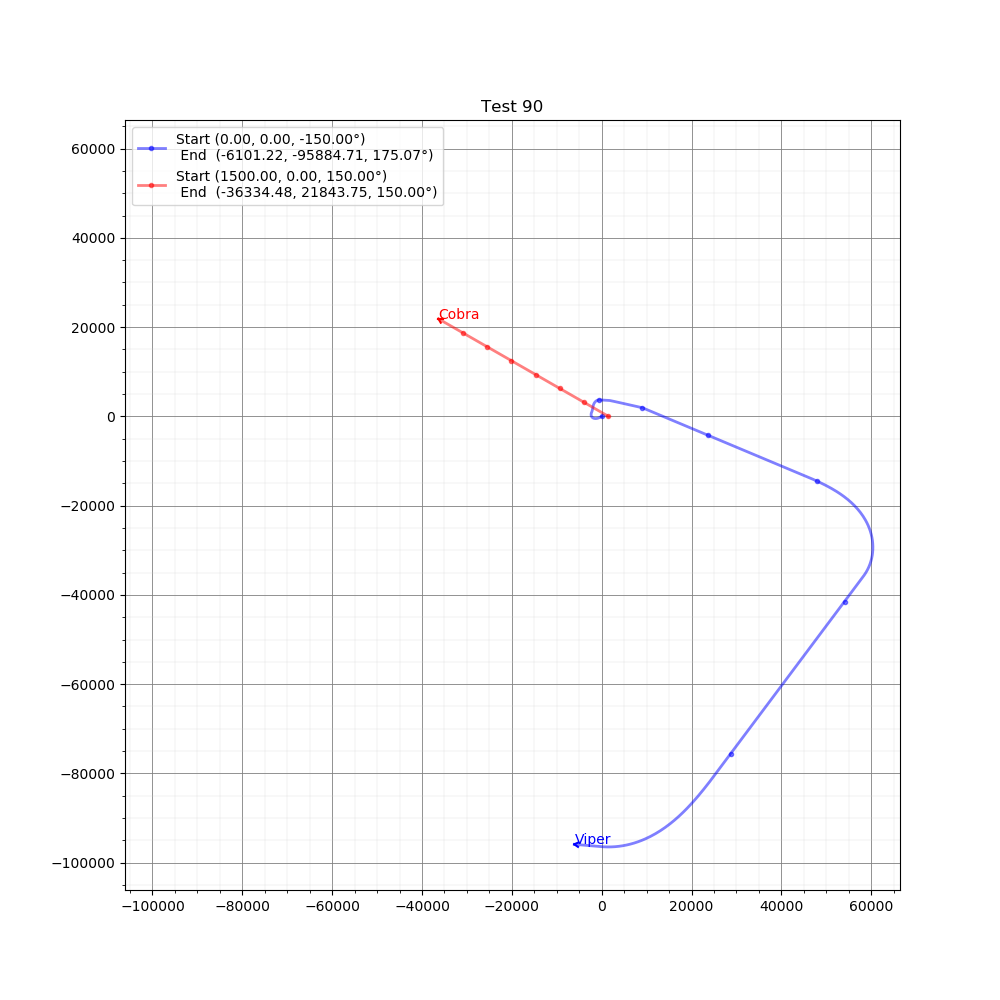 Test 90
Start (0.00, 0.00, -150.00°)
End (-6101.22, -95884.71, 175.07°)
Start (1500.00, 0.00, 150.00°)
End (-36334.48, 21843.75, 150.00°)
60000
40000
20000
0
−20000
−40000
−60000
−80000
−100000
Cobra
Viper
−100000 −80000 −60000 −40000 −20000 0 20000 40000 60000